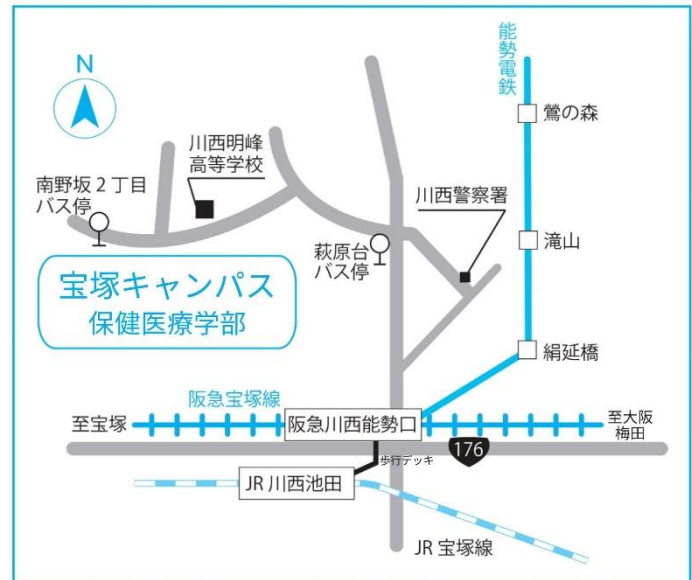 N
能勢電鉄
鶯の森
川西明峰
高等学校
南野坂2丁目
バス停
川西警察署
滝山
萩原台
バス停
宝塚キャンパス
保健医療学部
絹延橋
阪急宝塚線
至宝塚
阪急川西能勢口
至大阪
梅田
176
歩行デッキ
JR 川西池田
JR 宝塚線